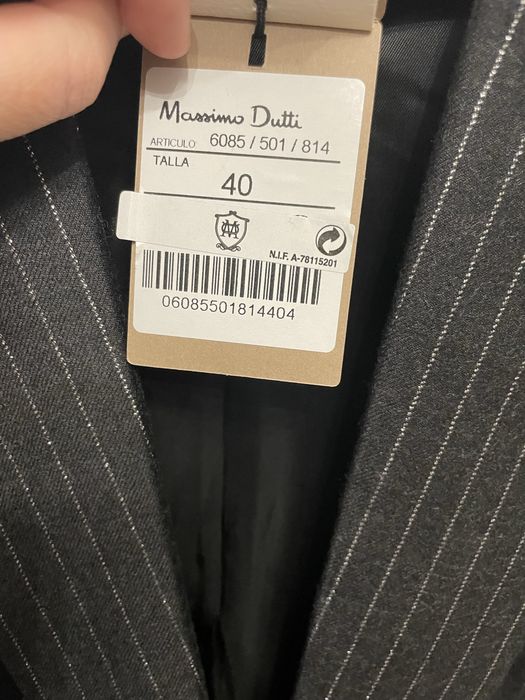 Massimo Dutti
ARTICULO 6085 / 501 / 814
TALLA
40
N.I.F. A-78115201
06085501814404